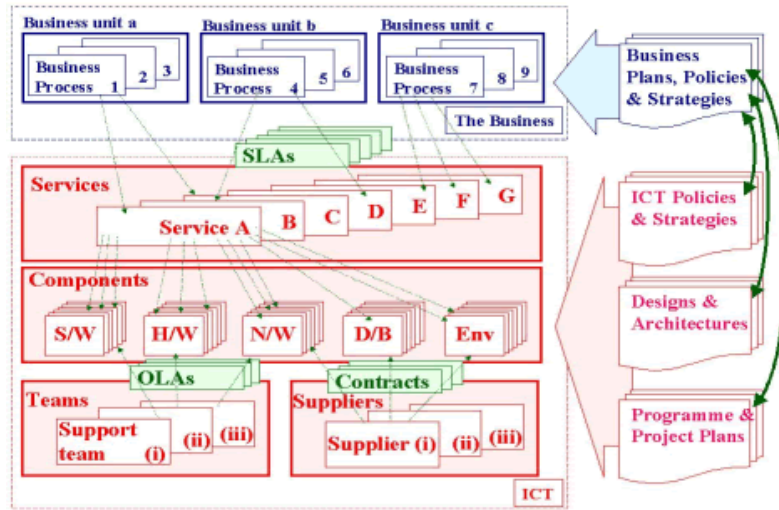 Business unit a
Business unit b
Business unit c
Business
Process 1
2
3
Business
Process 4
5
6
Business
Process 7
8
9
The Business
Business
Plans, Policies
& Strategies
SLAs
Services
Service A
B
C
D
E
F
G
ICT Policies
& Strategies
Components
S/W
H/W
N/W
D/B
Env
Designs &
Architectures
OLAs
Contracts
Teams
Suppliers
Support
team (i)
(ii)
(iii)
Supplier (i)
(ii)
(iii)
Programme &
Project Plans
ICT